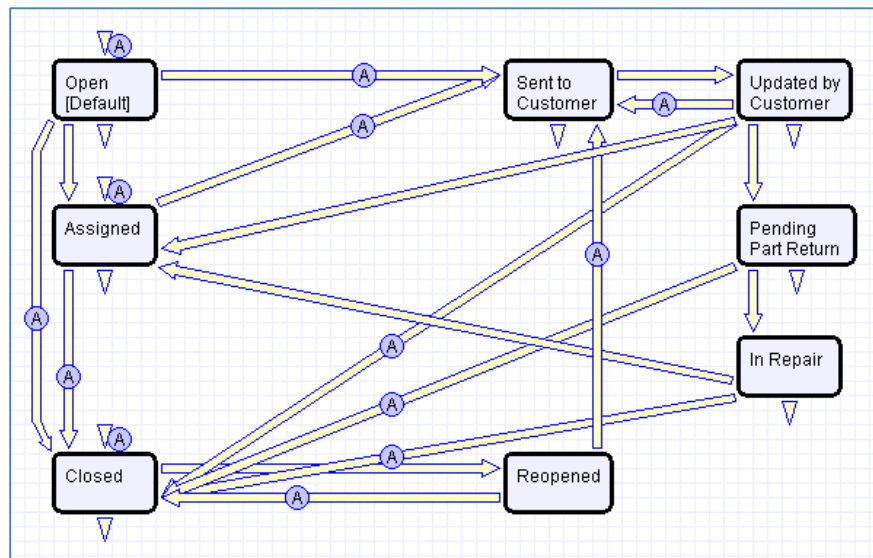 A
Open
[Default]
A
Sent to
Customer
Updated by
Customer
A
A
A
Assigned
Pending
Part Return
A
A
A
A
In Repair
A
A
A
Closed
Reopened
A